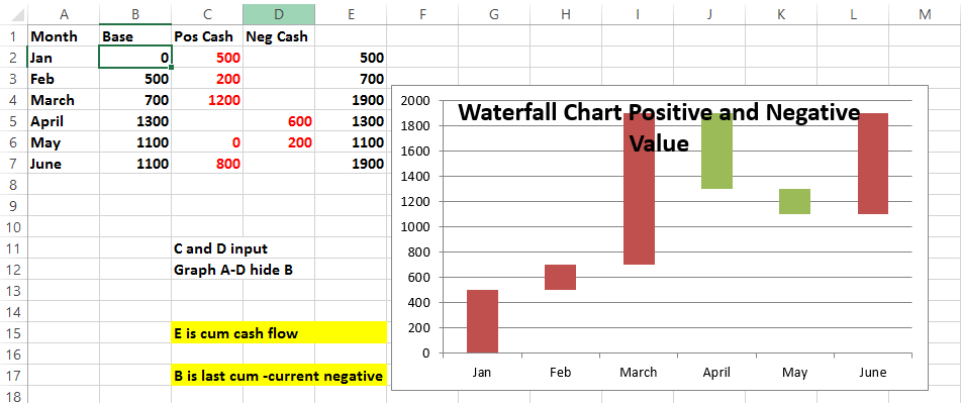 A B C D E F G H I J K L M
1 Month Base Pos Cash Neg Cash
2 Jan 0 500 500
3 Feb 500 200 700
4 March 700 1200 1900
5 April 1300 600 1300
6 May 1100 0 200 1100
7 June 1100 800 1900
8
9
10
11 C and D input
12 Graph A-D hide B
13
14
15 E is cum cash flow
16
17 B is last cum -current negative
18
Waterfall Chart Positive and Negative
Value
2000
1800
1600
1400
1200
1000
800
600
400
200
0
Jan Feb March April May June